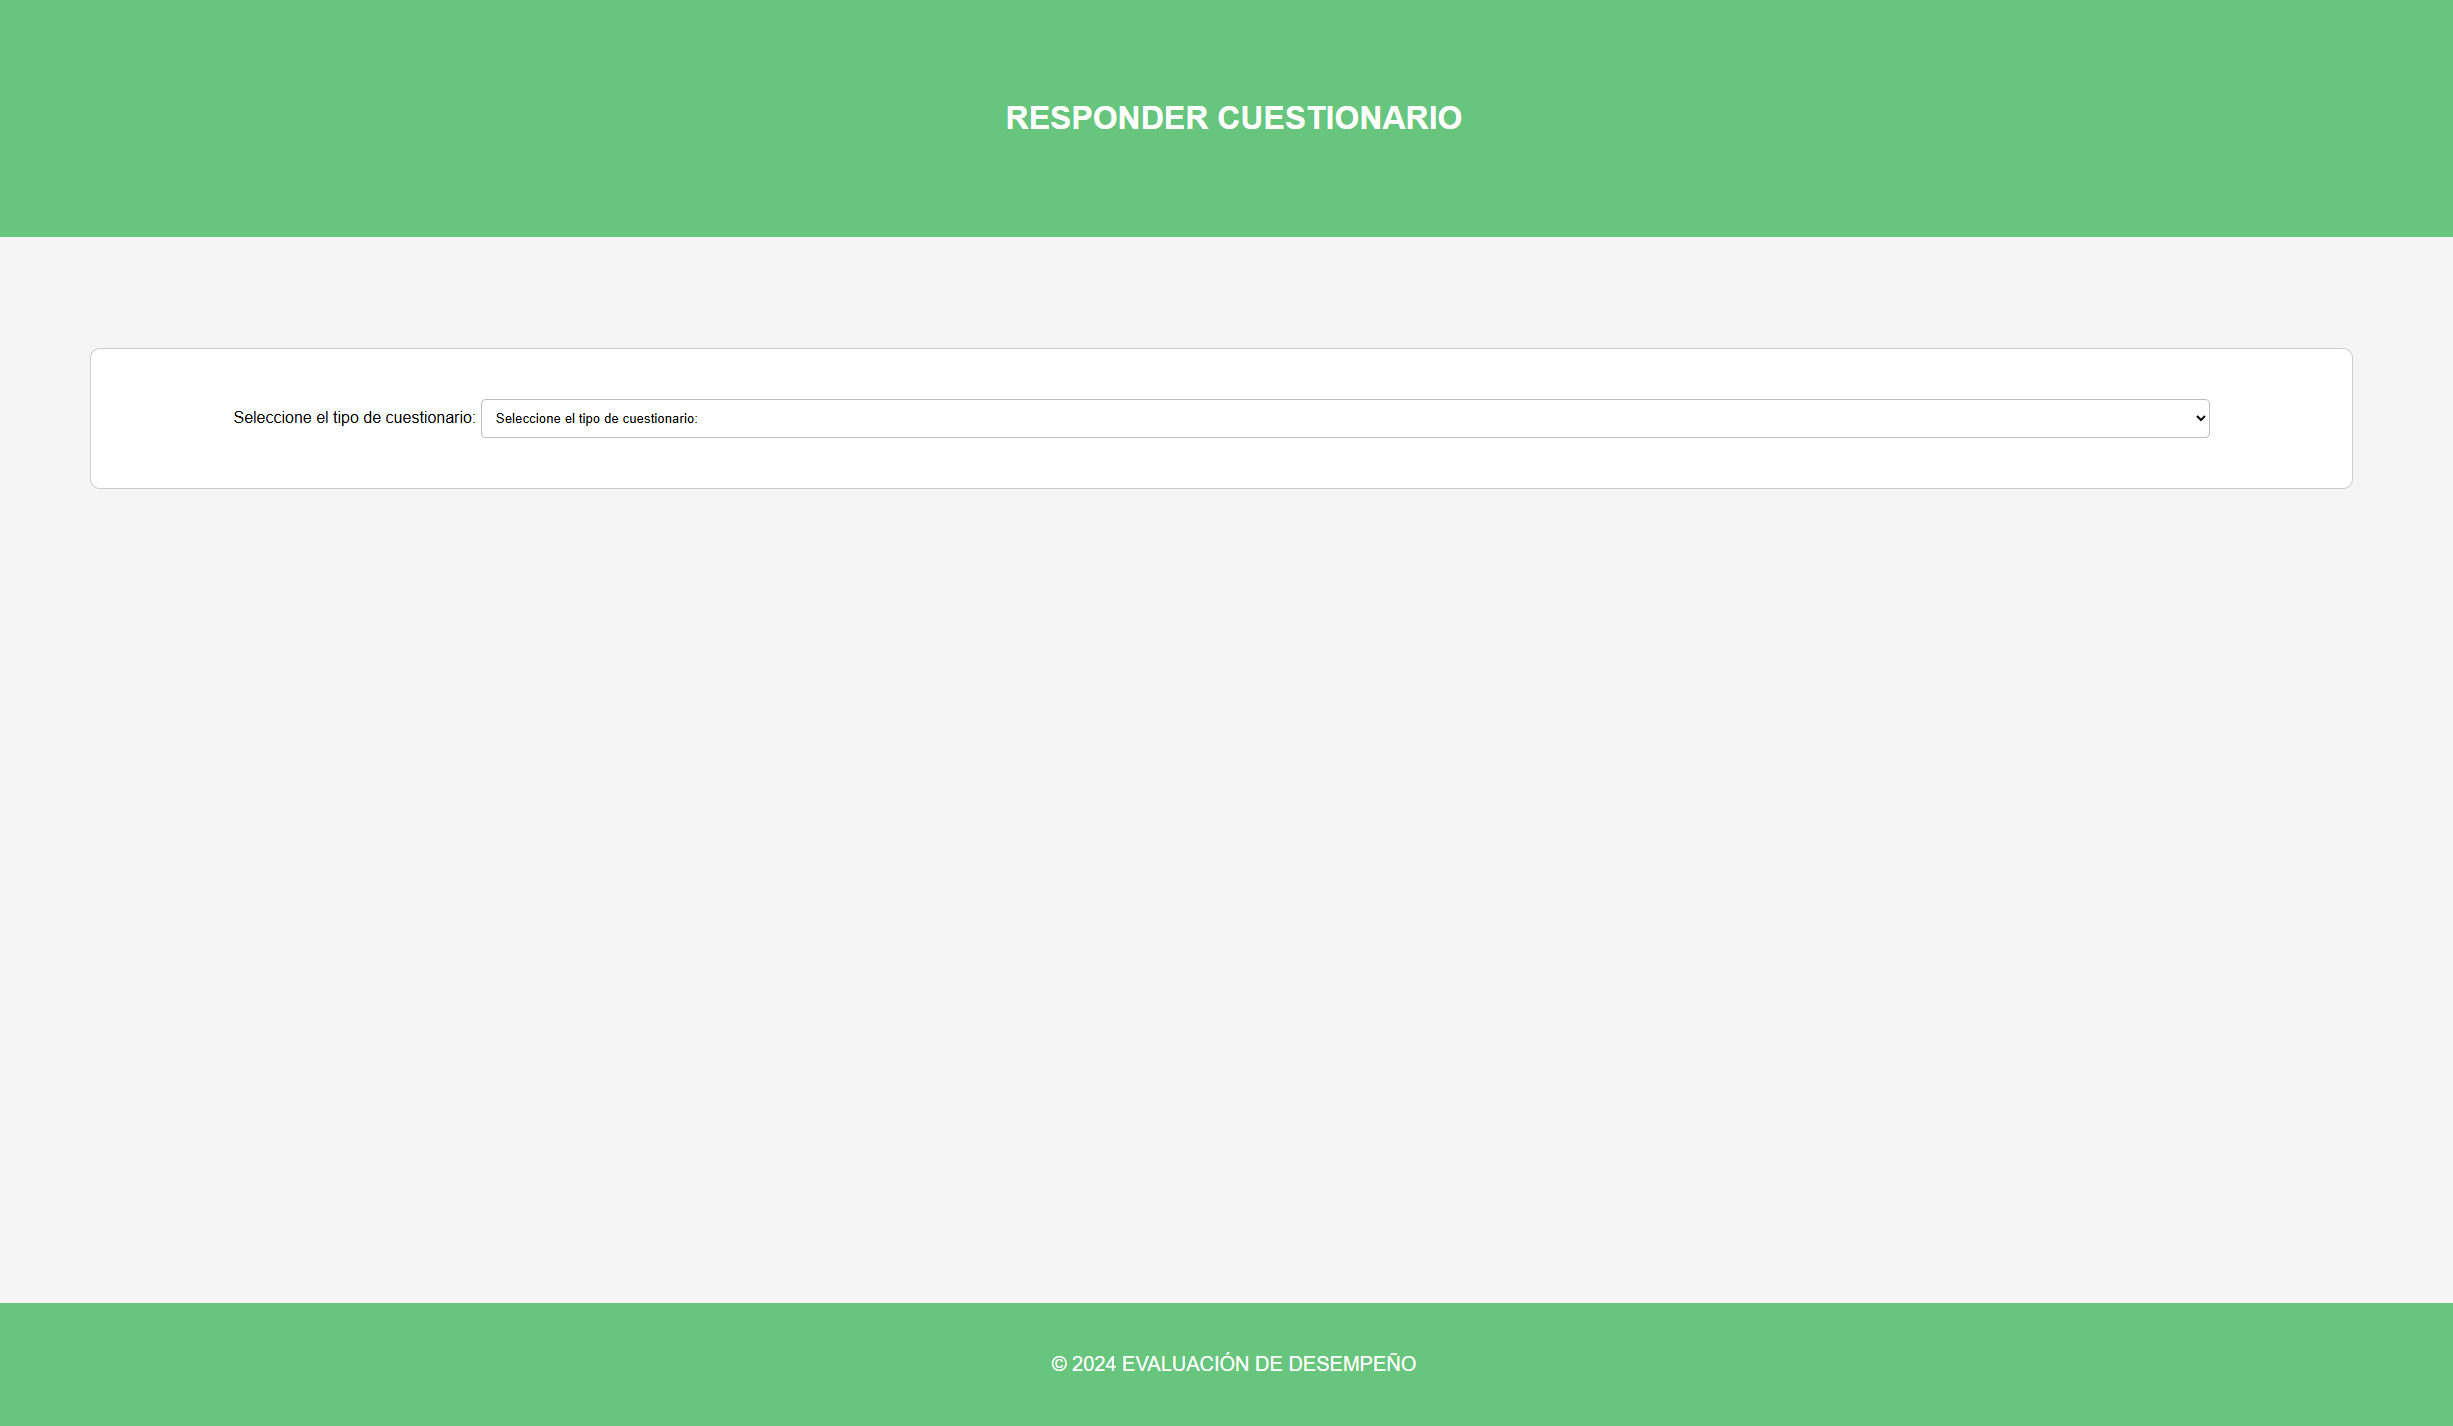 RESPONDER CUESTIONARIO
Seleccione el tipo de cuestionario: Seleccione el tipo de cuestionario:
© 2024 EVALUACIÓN DE DESEMPEÑO